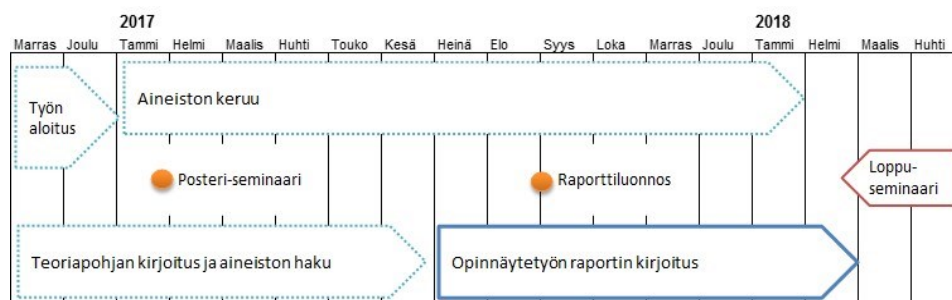 2017 2018
Marras Joulu Tammi Helmi Maalis Huhti Touko Kesä Heinä Elo Syys Loka Marras Joulu Tammi Helmi Maalis Huhti
Työn
aloitus
Aineiston keruu
Posteri-seminaari
Raporttiluonnos
Loppu-
seminaari
Teoriapohjan kirjoitus ja aineiston haku
Opinnäytetyön raportin kirjoitus